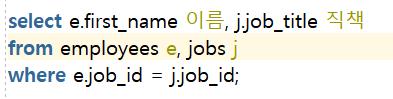 select e.first_name 이름, j.job_title 직책
from employees e, jobs j
where e.job_id = j.job_id;